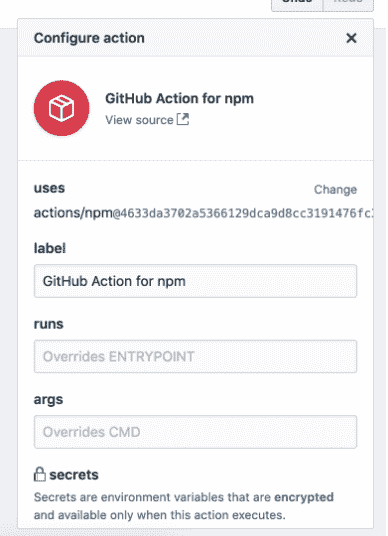 Undo Redo
Configure action
GitHub Action for npm
View source
uses
Change
actions/npm@4633da3702a5366129dca9d8cc3191476fc
label
GitHub Action for npm
runs
Overrides ENTRYPOINT
args
Overrides CMD
secrets
Secrets are environment variables that are encrypted
and available only when this action executes.